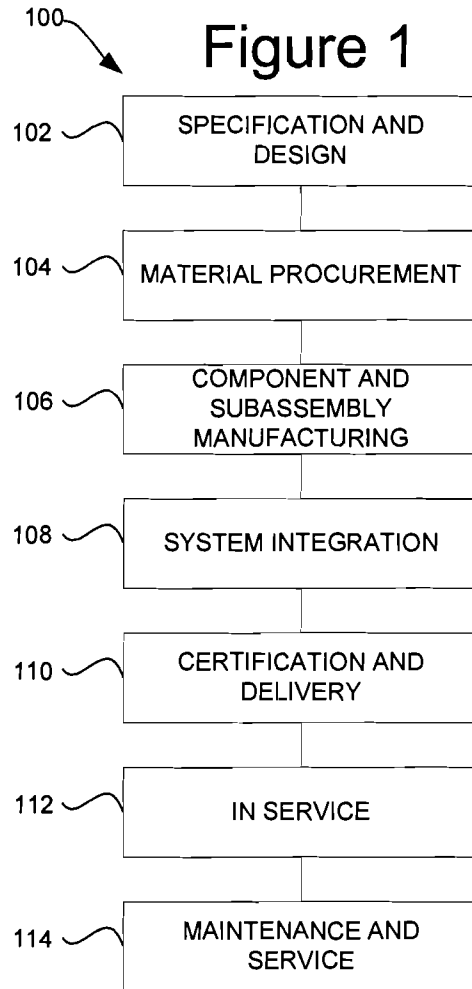 100
Figure 1
102
SPECIFICATION AND
DESIGN
104
MATERIAL PROCUREMENT
106
COMPONENT AND
SUBASSEMBLY
MANUFACTURING
108
SYSTEM INTEGRATION
110
CERTIFICATION AND
DELIVERY
112
IN SERVICE
114
MAINTENANCE AND
SERVICE